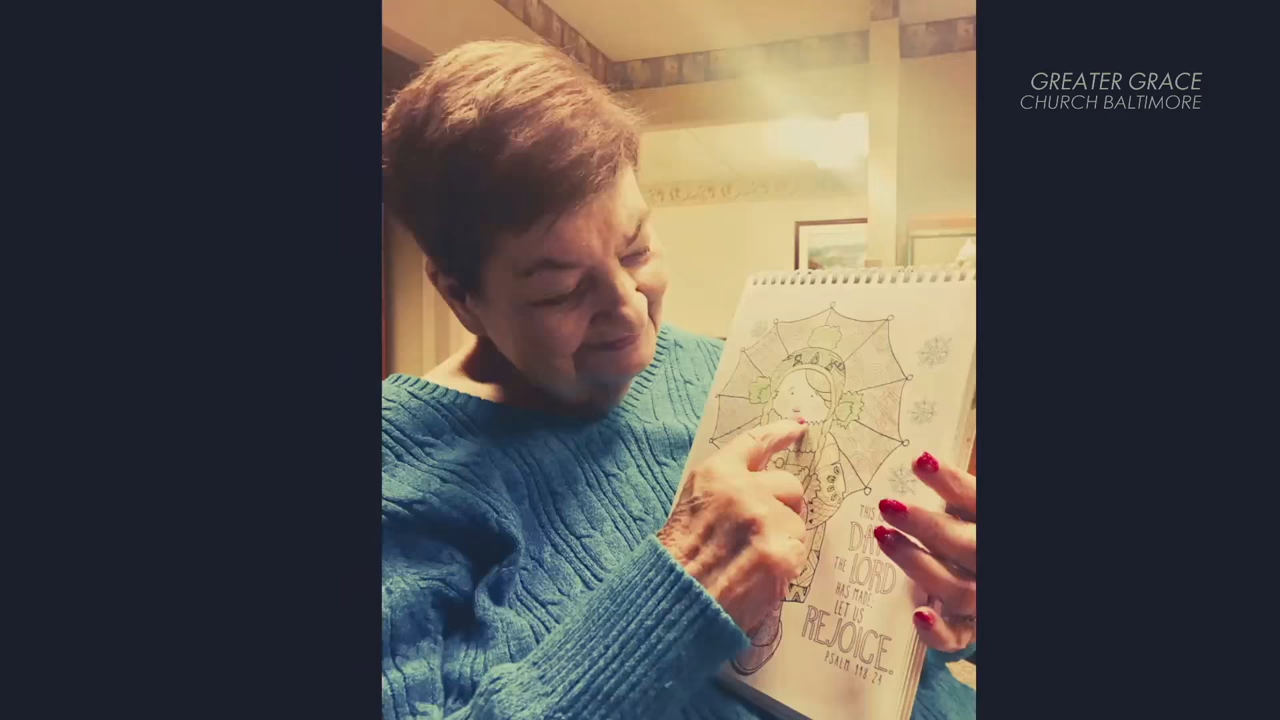 GREATER GRACE
CHURCH BALTIMORE
THIS
DAY
THE LORD
HAS MADE.
LET US
REJOICE.
PSALM 118:24